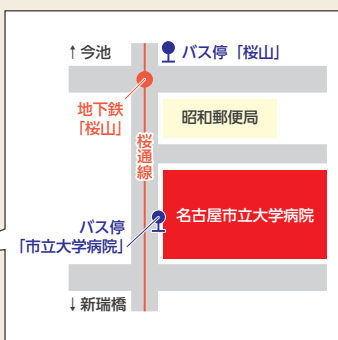 ↑今池
バス停「桜山」
地下鉄
「桜山」
昭和郵便局
桜通線
名古屋市立大学病院
バス停
「市立大学病院」
↓新瑞橋